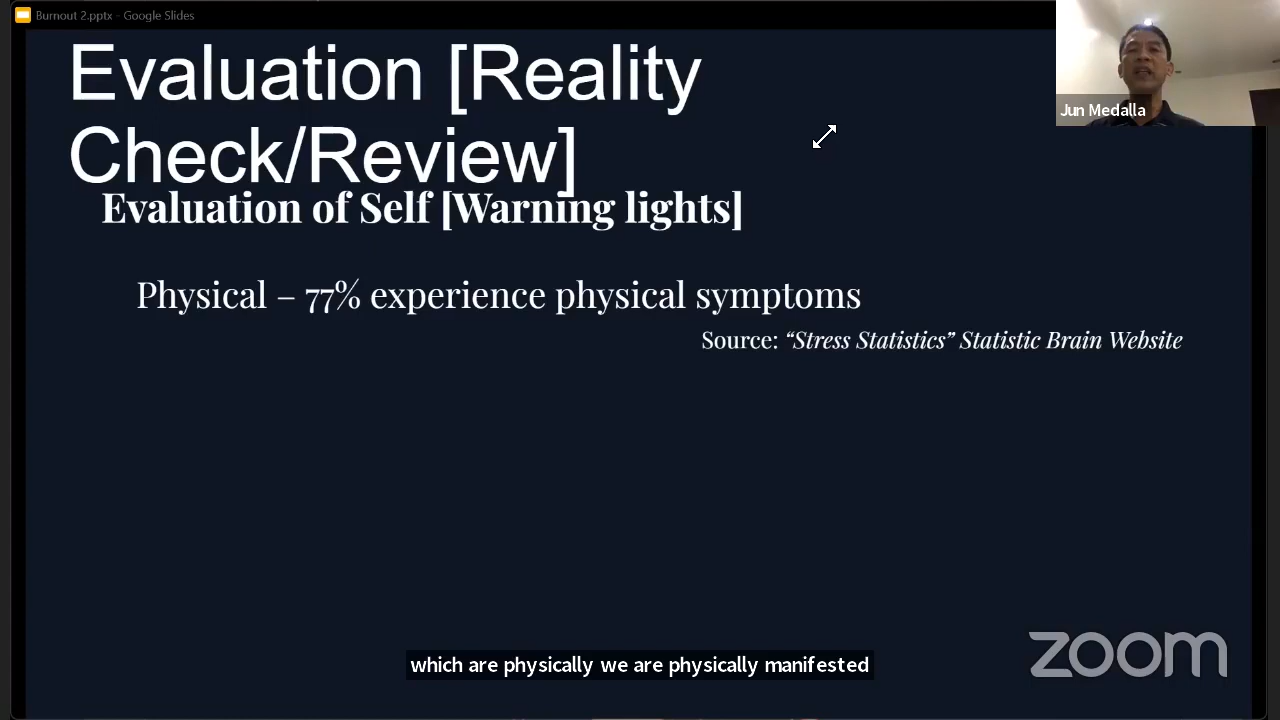 Burnout 2.pptx - Google Slides
Evaluation [Reality
Check/Review]
Jun Medalla
Evaluation of Self [Warning lights]
Physical – 77% experience physical symptoms
Source: “Stress Statistics” Statistic Brain Website
which are physically we are physically manifested
zoom